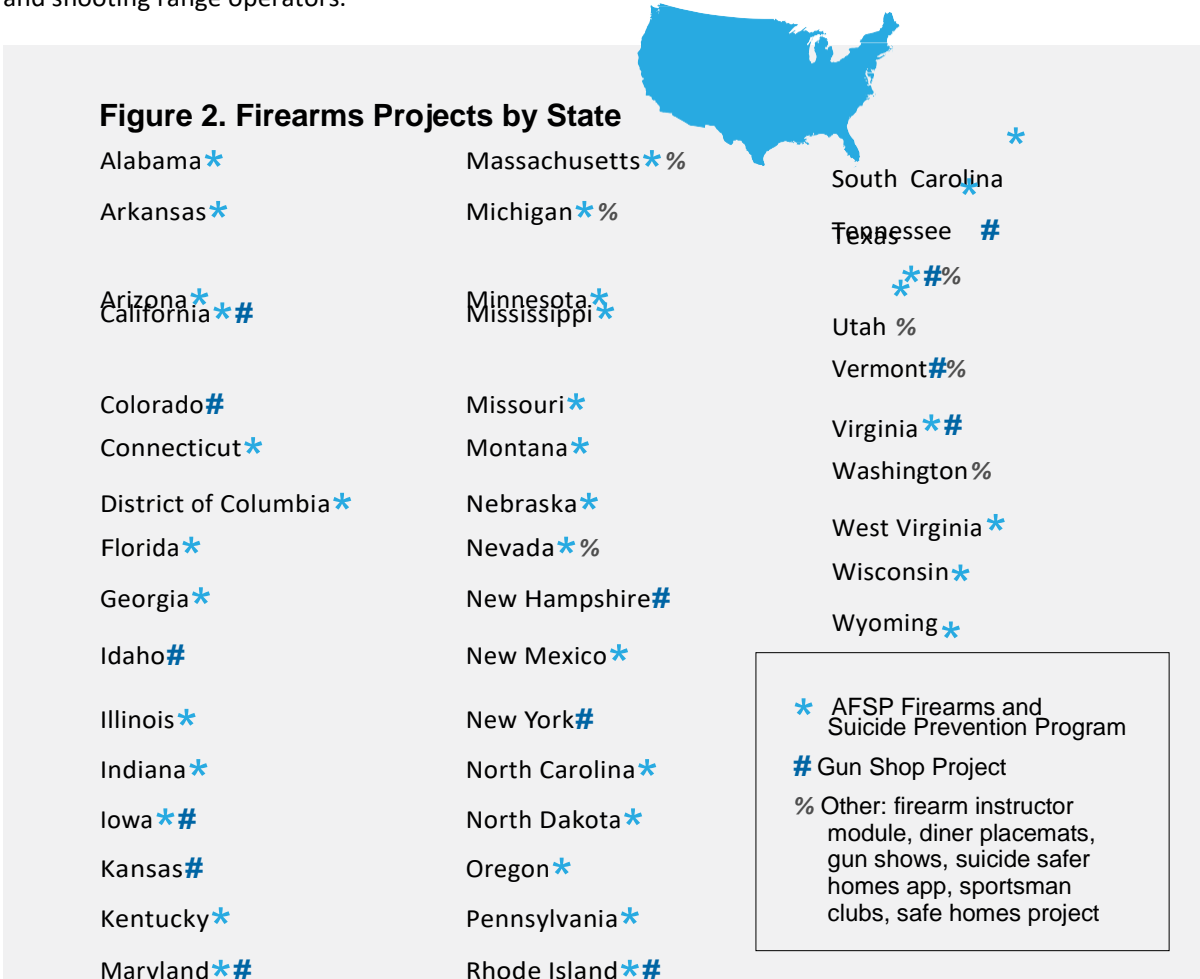 and shooting range operators.
Figure 2. Firearms Projects by State
Alabama*
Arkansas*
Arizona*
California*#
Colorado#
Connecticut*
District of Columbia*
Florida*
Georgia*
Idaho#
Illinois*
Indiana*
Iowa*#
Kansas#
Kentucky*
Maryland*#
Massachusetts*%
Michigan*%
Minnesota*
Mississippi*
Missouri*
Montana*
Nebraska*
Nevada*%
New Hampshire#
New Mexico*
New York#
North Carolina*
North Dakota*
Oregon*
Pennsylvania*
Rhode Island*#
*
South Carolina
*
Tennessee #
Texas
*#%
*
Utah %
Vermont#%
Virginia*#
Washington%
West Virginia*
Wisconsin*
Wyoming*
* AFSP Firearms and
Suicide Prevention Program
# Gun Shop Project
% Other: firearm instructor
module, diner placemats,
gun shows, suicide safer
homes app, sportsman
clubs, safe homes project